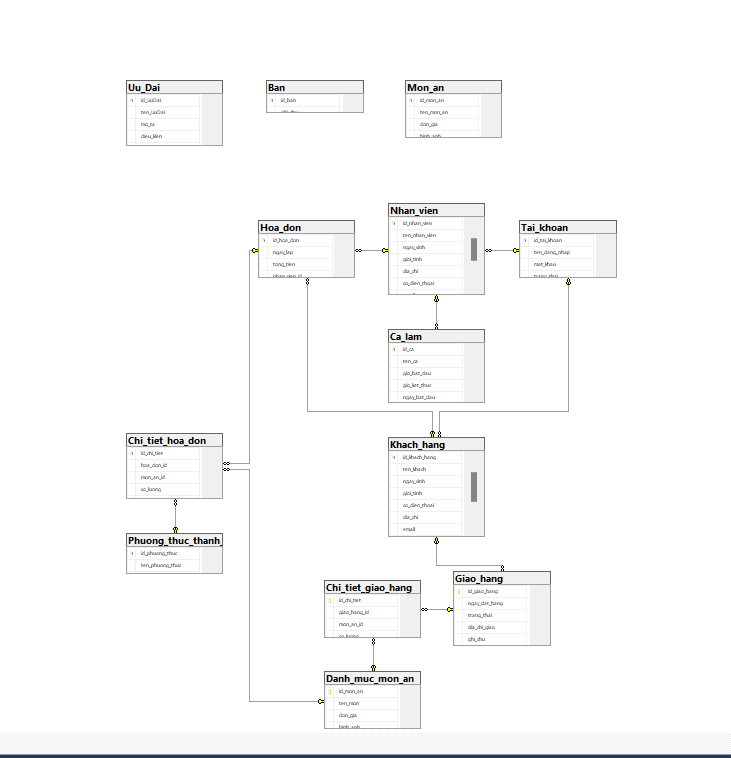 Uu_Dai
id_UuDai
ten_UuDai
mo_ta
dieu_kien
Ban
id_ban
Mon_an
id_mon_an
ten_mon_an
don_gia
hinh_anh
Hoa_don
id_hoa_don
ngay_lap
tong_tien
nhan_vien_id
Nhan_vien
id_nhan_vien
ten_nhan_vien
ngay_sinh
gioi_tinh
dia_chi
so_dien_thoai
Tai_khoan
id_tai_khoan
ten_dang_nhap
mat_khau
trang_thai
Ca_lam
id_ca
ten_ca
gio_bat_dau
gio_ket_thuc
ngay_bat_dau
Chi_tiet_hoa_don
id_chi_tiet
hoa_don_id
mon_an_id
so_luong
Khach_hang
id_khach_hang
ten_khach
ngay_sinh
gioi_tinh
so_dien_thoai
dia_chi
email
Phuong_thuc_thanh_
id_phuong_thuc
ten_phuong_thuc
Chi_tiet_giao_hang
id_chi_tiet
giao_hang_id
mon_an_id
so_luong
Giao_hang
id_giao_hang
ngay_dat_hang
trang_thai
dia_chi_giao
ghi_chu
Danh_muc_mon_an
id_mon_an
ten_mon
don_gia
hinh_anh